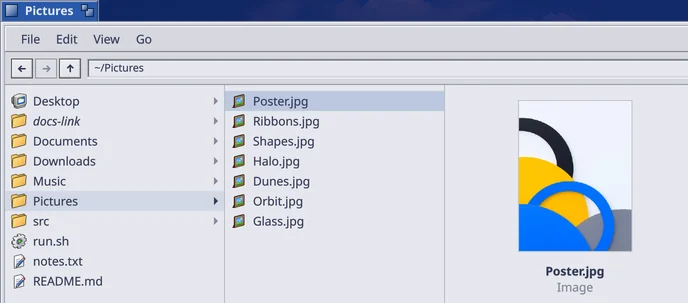 Pictures
File Edit View Go
~/Pictures
Desktop
docs-link
Documents
Downloads
Music
Pictures
src
run.sh
notes.txt
README.md
Poster.jpg
Ribbons.jpg
Shapes.jpg
Halo.jpg
Dunes.jpg
Orbit.jpg
Glass.jpg
Poster.jpg
Image